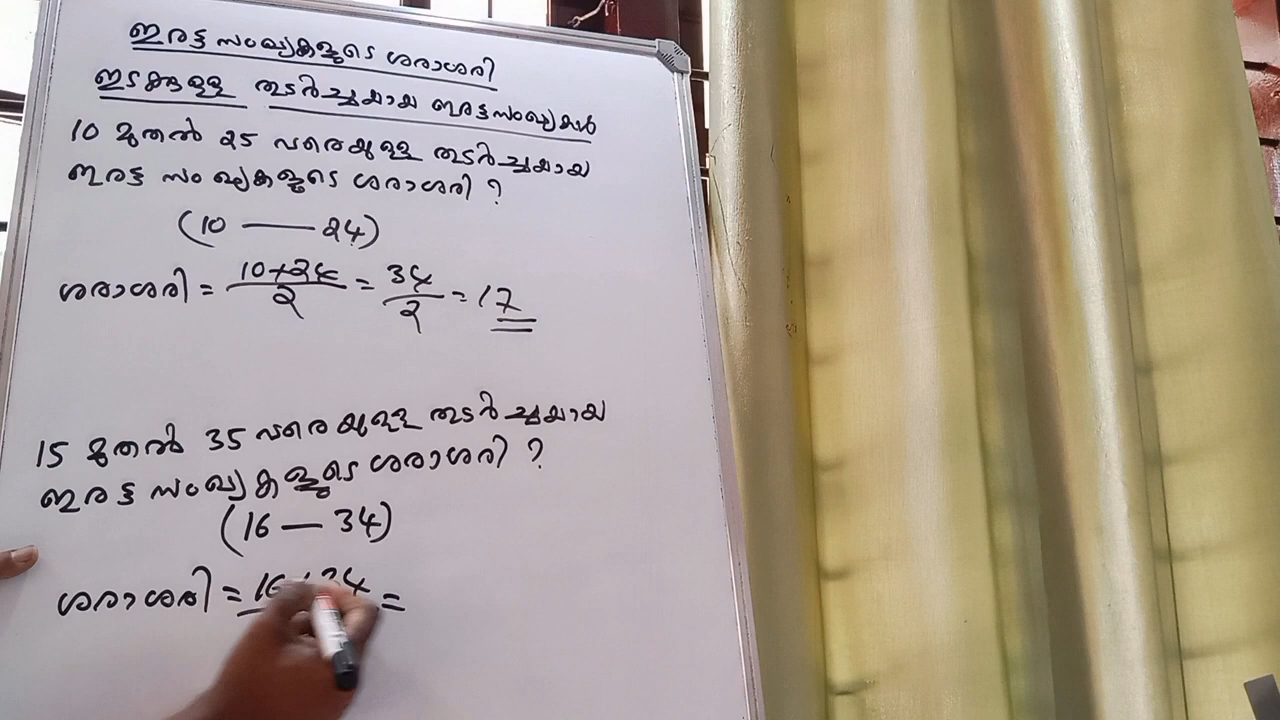 ഇരട്ട സംഖ്യകളുടെ ശരാശരി
ഇടക്കുള്ള തുടർച്ചയായ ഇരട്ടസംഖ്യകൾ
10 മുതൽ 25 വരെയുള്ള തുടർച്ചയായ
ഇരട്ട സംഖ്യകളുടെ ശരാശരി ?
(10 — 24)
ശരാശരി = 10+24/2 = 34/2 = 17
15 മുതൽ 35 വരെയുള്ള തുടർച്ചയായ
ഇരട്ട സംഖ്യകളുടെ ശരാശരി ?
(16 — 34)
ശരാശരി = 16+34 =